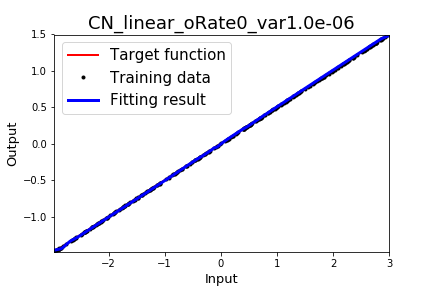 CN_linear_oRate0_var1.0e-06
Target function
Training data
Fitting result
1.5
1.0
0.5
0.0
−0.5
−1.0
Output
−2 −1 0 1 2 3
Input